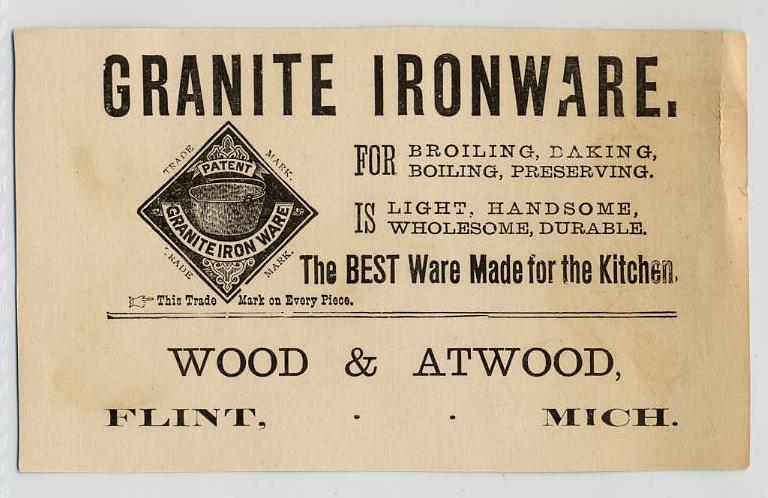 GRANITE IRONWARE.
TRADE MARK.
PATENT
GRANITE IRON WARE
TRADE MARK.
FOR BROILING, BAKING,
BOILING, PRESERVING.
IS LIGHT, HANDSOME,
WHOLESOME, DURABLE.
The BEST Ware Made for the Kitchen.
☞ This Trade Mark on Every Piece.
WOOD & ATWOOD,
FLINT, · · MICH.